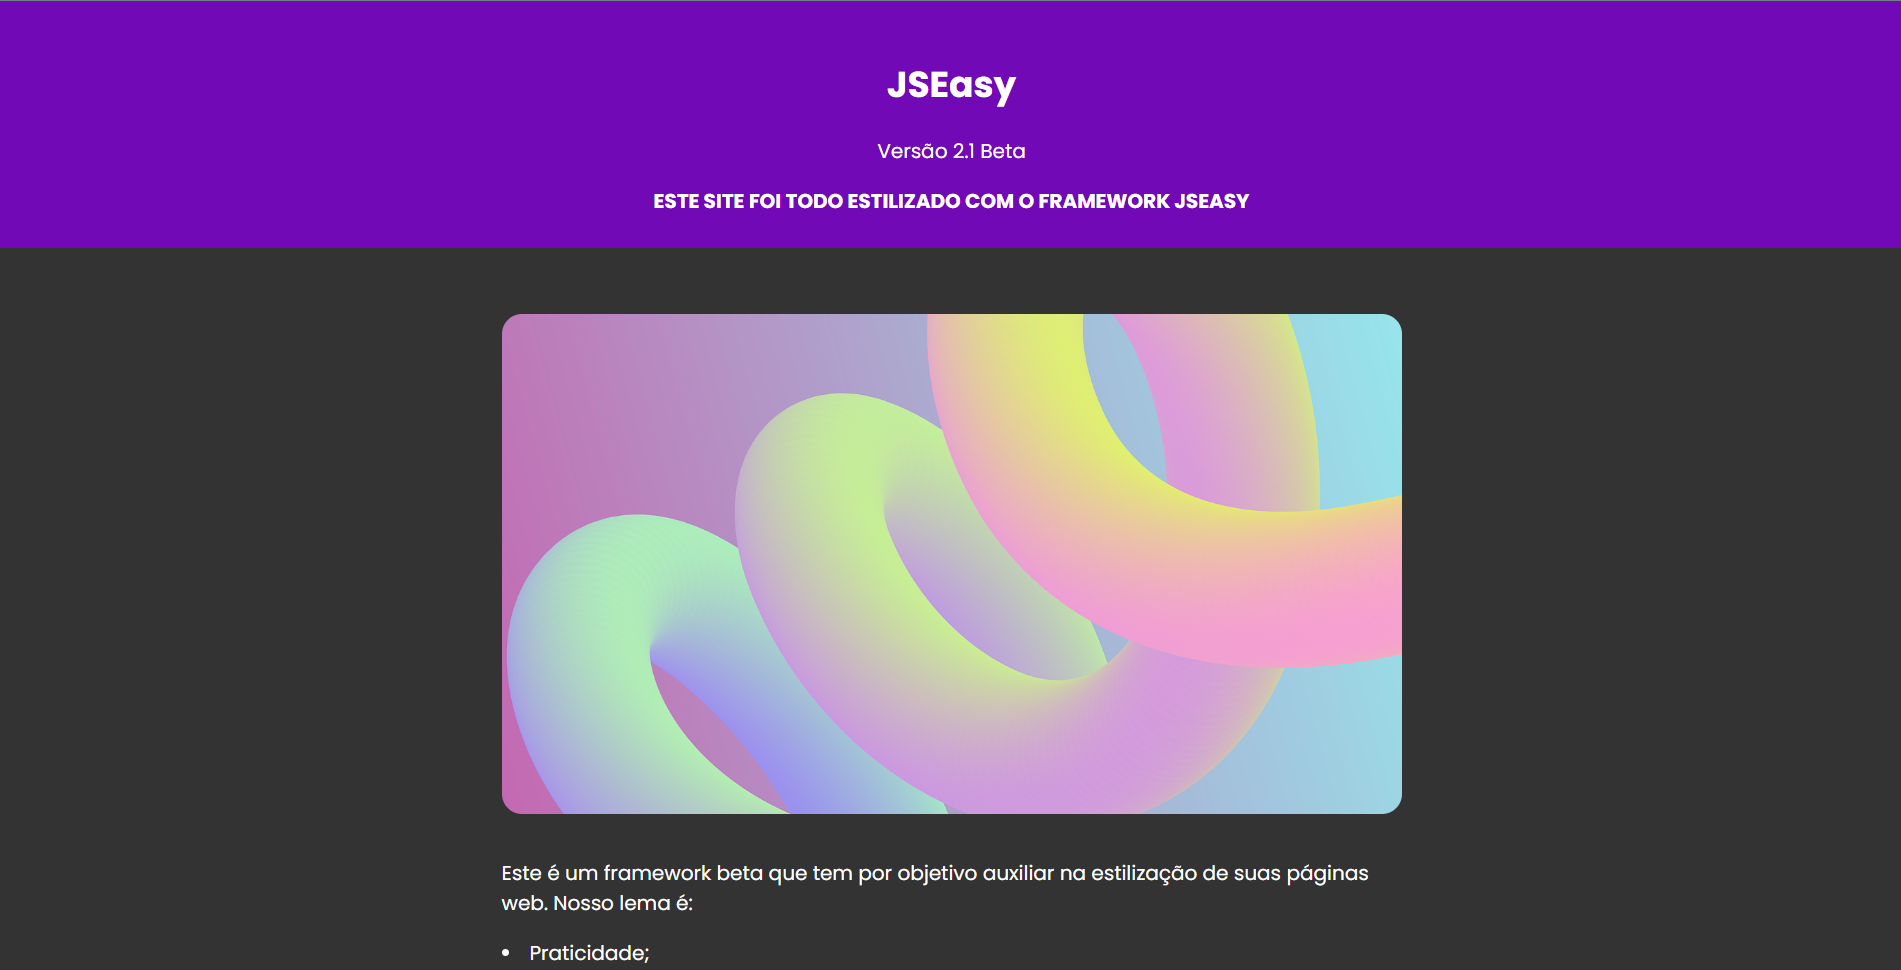 JSEasy
Versão 2.1 Beta
ESTE SITE FOI TODO ESTILIZADO COM O FRAMEWORK JSEASY
Este é um framework beta que tem por objetivo auxiliar na estilização de suas páginas
web. Nosso lema é:
• Praticidade;